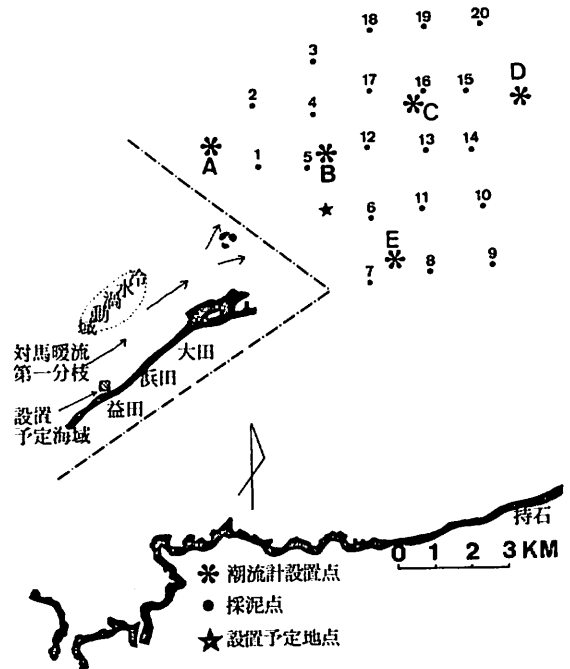 18 19 20
3
17 16 15 D
2 4 C
A 12 13 14
1 5 B
6 11 10
E
7 8 9
冷水渦動域
対馬暖流
第一分枝
大田
浜田
益田
設置
予定海域
持石
0 1 2 3 KM
潮流計設置点
採泥点
設置予定地点